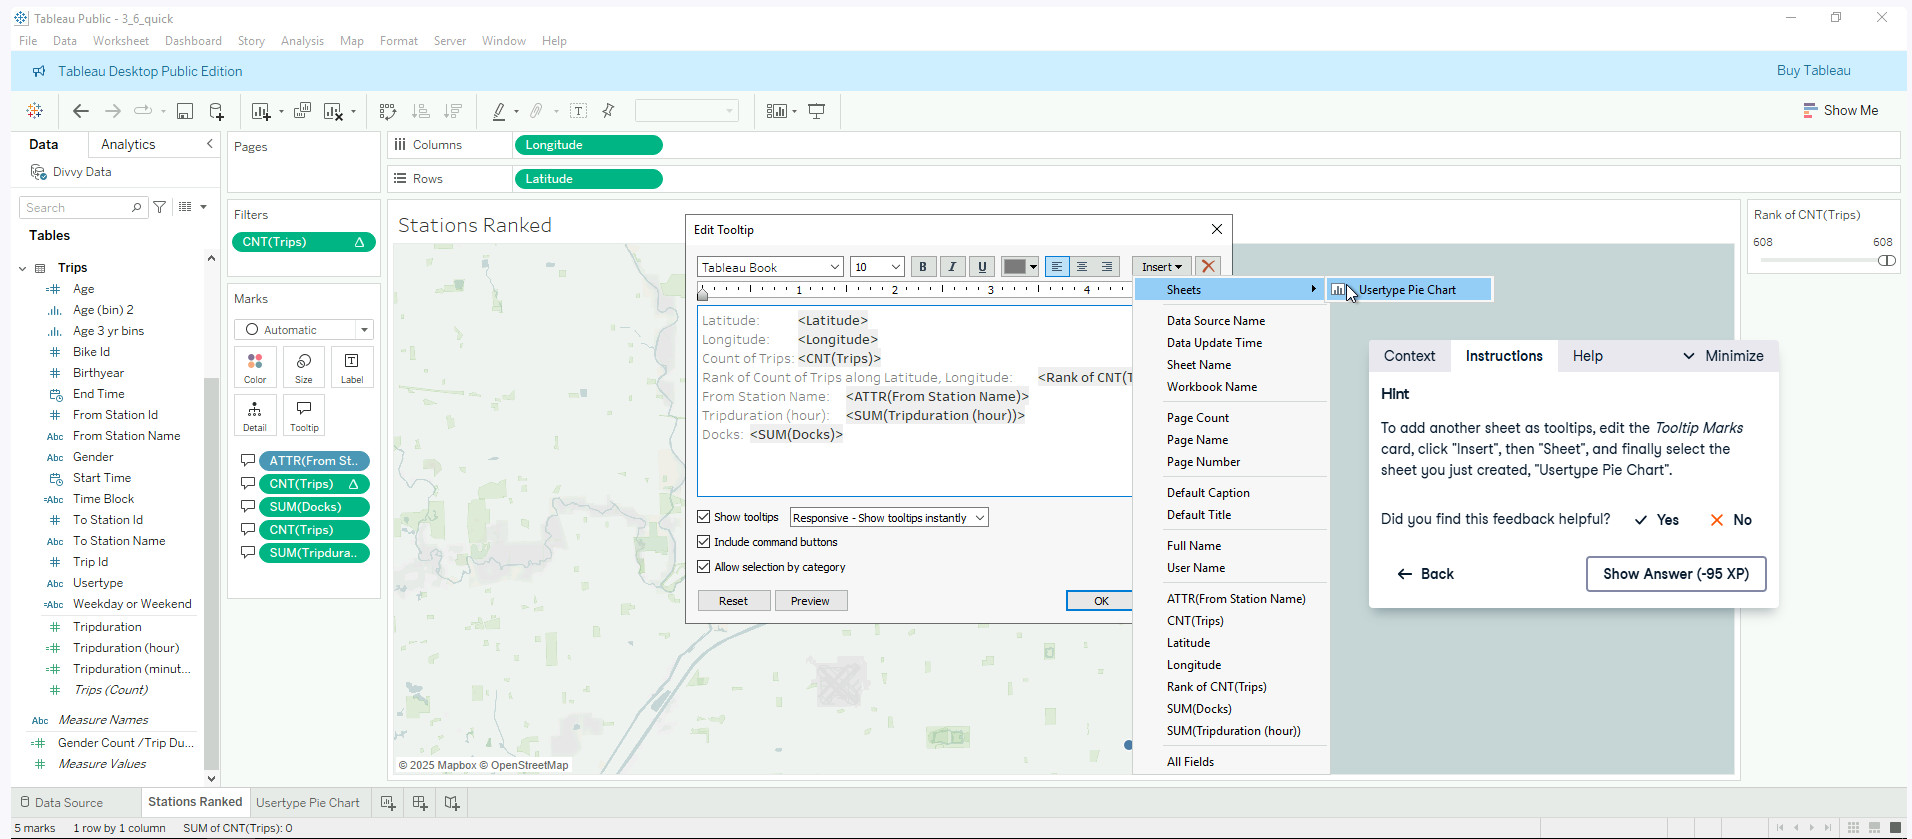 Tableau Public - 3_6_quick
File Data Worksheet Dashboard Story Analysis Map Format Server Window Help
Tableau Desktop Public Edition
Buy Tableau
Show Me
Data Analytics
Divvy Data
Search
Tables
Trips
Age
Age (bin) 2
Age 3 yr bins
Bike Id
Birthyear
End Time
From Station Id
Abc From Station Name
Abc Gender
Start Time
=Abc Time Block
To Station Id
Abc To Station Name
Trip Id
Abc Usertype
=Abc Weekday or Weekend
Tripduration
Tripduration (hour)
Tripduration (minut...
Trips (Count)
Abc Measure Names
Gender Count /Trip Du...
Measure Values
Pages
Filters
CNT(Trips)
Marks
Automatic
Color Size Label
Detail Tooltip
ATTR(From St..
CNT(Trips)
SUM(Docks)
CNT(Trips)
SUM(Tripdura..
Columns Longitude
Rows Latitude
Stations Ranked
© 2025 Mapbox © OpenStreetMap
Edit Tooltip
Tableau Book 10 B I U Insert
1 2 3 4
Latitude: <Latitude>
Longitude: <Longitude>
Count of Trips: <CNT(Trips)>
Rank of Count of Trips along Latitude, Longitude: <Rank of CNT(T
From Station Name: <ATTR(From Station Name)>
Tripduration (hour): <SUM(Tripduration (hour))>
Docks: <SUM(Docks)>
Show tooltips Responsive - Show tooltips instantly
Include command buttons
Allow selection by category
Reset Preview OK
Sheets
Usertype Pie Chart
Data Source Name
Data Update Time
Sheet Name
Workbook Name
Page Count
Page Name
Page Number
Default Caption
Default Title
Full Name
User Name
ATTR(From Station Name)
CNT(Trips)
Latitude
Longitude
Rank of CNT(Trips)
SUM(Docks)
SUM(Tripduration (hour))
All Fields
Rank of CNT(Trips)
608 608
Context Instructions Help Minimize
Hint
To add another sheet as tooltips, edit the Tooltip Marks
card, click "Insert", then "Sheet", and finally select the
sheet you just created, "Usertype Pie Chart".
Did you find this feedback helpful? Yes No
Back Show Answer (-95 XP)
Data Source Stations Ranked Usertype Pie Chart
5 marks 1 row by 1 column SUM of CNT(Trips): 0